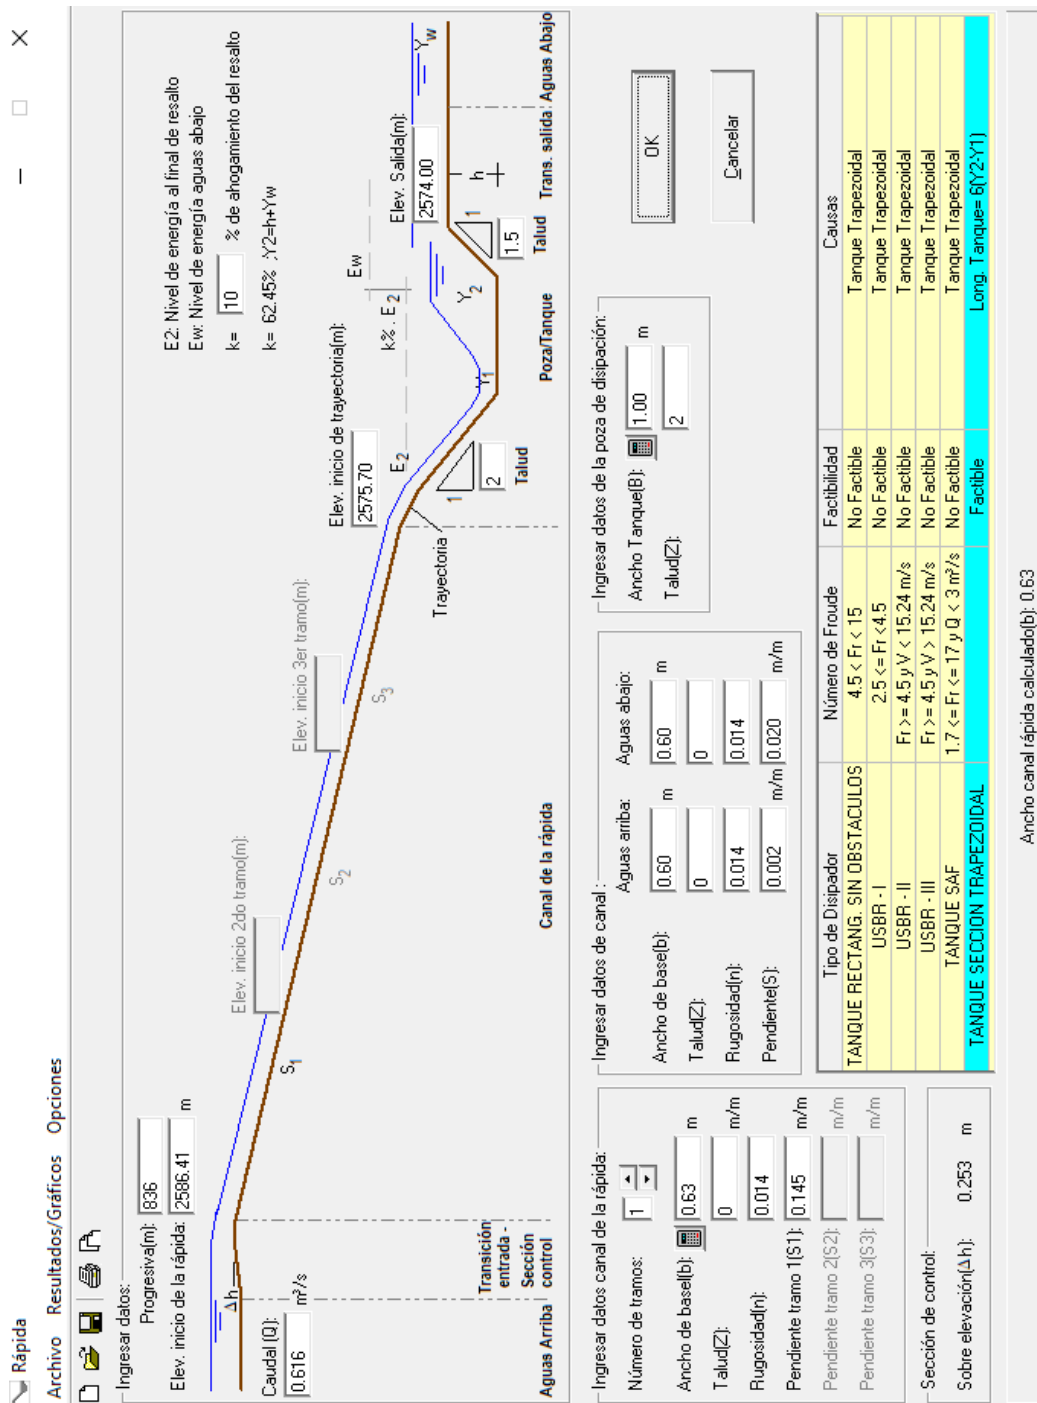 Rápida
Archivo Resultados/Gráficos Opciones
Ingresar datos:
Progresiva(m): 836
Elev. inicio de la rápida: 2586.41 m
Caudal (Q):
0.616 m³/s
Δh
Elev. inicio 2do tramo(m):
Elev. inicio 3er tramo(m):
S1
S2
S3
Trayectoria
Elev. inicio de trayectoria(m):
2575.70
E2: Nivel de energía al final de resalto
Ew: Nivel de energía aguas abajo
k= 10 % de ahogamiento del resalto
k= 62.45% ;Y2=h+Yw
E2
k% . E2
Ew
Elev. Salida(m):
2574.00
Yw
Y1
Y2
h
1
2
Talud
1
1.5
Talud
Aguas Arriba
Transición entrada - Sección control
Canal de la rápida
Poza/Tanque
Trans. salida
Aguas Abajo
Ingresar datos canal de la rápida:
Número de tramos: 1
Ancho de base(b): 0.63 m
Talud(Z): 0 m/m
Rugosidad(n): 0.014
Pendiente tramo 1(S1): 0.145 m/m
Pendiente tramo 2(S2): m/m
Pendiente tramo 3(S3): m/m
Sección de control:
Sobre elevación(Δh): 0.253 m
Ingresar datos de canal :
Aguas arriba: Aguas abajo:
Ancho de base(b): 0.60 m 0.60 m
Talud(Z): 0 0
Rugosidad(n): 0.014 0.014
Pendiente(S): 0.002 m/m 0.020 m/m
Ingresar datos de la poza de disipación:
Ancho Tanque(B): 1.00 m
Talud(Z): 2
OK
Cancelar
Tipo de Disipador Número de Froude Factibilidad Causas
TANQUE RECTANG. SIN OBSTACULOS 4.5 < Fr < 15 No Factible Tanque Trapezoidal
USBR - I 2.5 <= Fr <4.5 No Factible Tanque Trapezoidal
USBR - II Fr >= 4.5 y V < 15.24 m/s No Factible Tanque Trapezoidal
USBR - III Fr >= 4.5 y V > 15.24 m/s No Factible Tanque Trapezoidal
TANQUE SAF 1.7 <= Fr <= 17 y Q < 3 m³/s No Factible Tanque Trapezoidal
TANQUE SECCION TRAPEZOIDAL Factible Long. Tanque= 6(Y2-Y1)
Ancho canal rápida calculado(b): 0.63